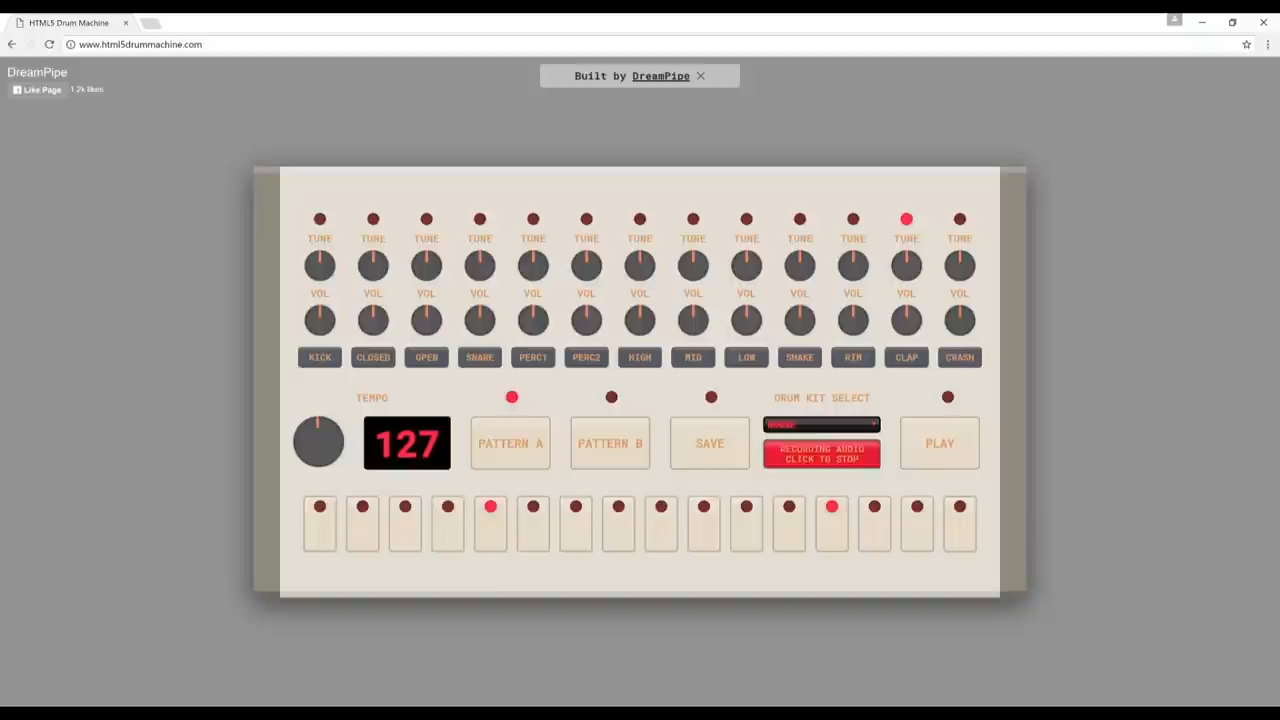 HTML5 Drum Machine
www.html5drummachine.com
DreamPipe
Like Page 1.2k likes
Built by DreamPipe
TUNE TUNE TUNE TUNE TUNE TUNE TUNE TUNE TUNE TUNE TUNE TUNE TUNE
VOL VOL VOL VOL VOL VOL VOL VOL VOL VOL VOL VOL VOL
KICK CLOSED OPEN SNARE PERC1 PERC2 HIGH MID LOW SHAKE RIM CLAP CRASH
TEMPO DRUM KIT SELECT
127 PATTERN A PATTERN B SAVE PLAY
RECORDING AUDIO
CLICK TO STOP